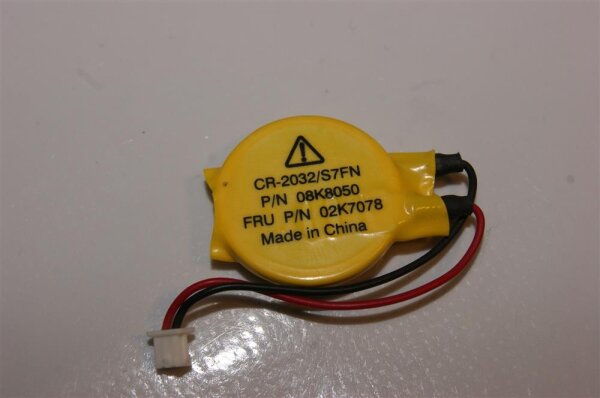 CR-2032/S7FN
P/N 08K8050
FRU P/N 02K7078
Made in China